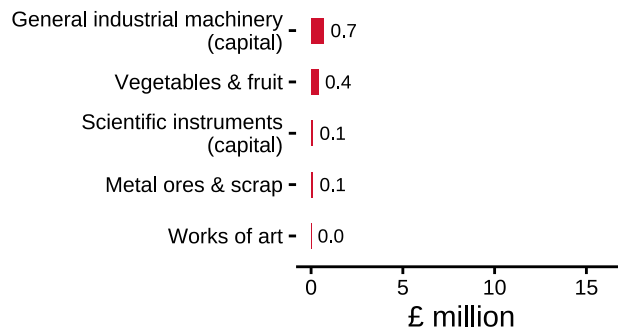 General industrial machinery
(capital)
0.7
Vegetables & fruit
0.4
Scientific instruments
(capital)
0.1
Metal ores & scrap
0.1
Works of art
0.0
0 5 10 15
£ million